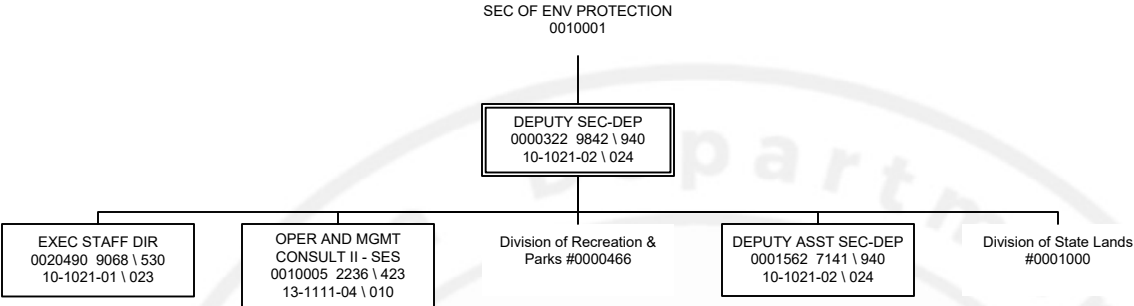 SEC OF ENV PROTECTION
0010001
DEPUTY SEC-DEP
0000322 9842 \ 940
10-1021-02 \ 024
EXEC STAFF DIR
0020490 9068 \ 530
10-1021-01 \ 023
OPER AND MGMT
CONSULT II - SES
0010005 2236 \ 423
13-1111-04 \ 010
Division of Recreation &
Parks #0000466
DEPUTY ASST SEC-DEP
0001562 7141 \ 940
10-1021-02 \ 024
Division of State Lands
#0001000